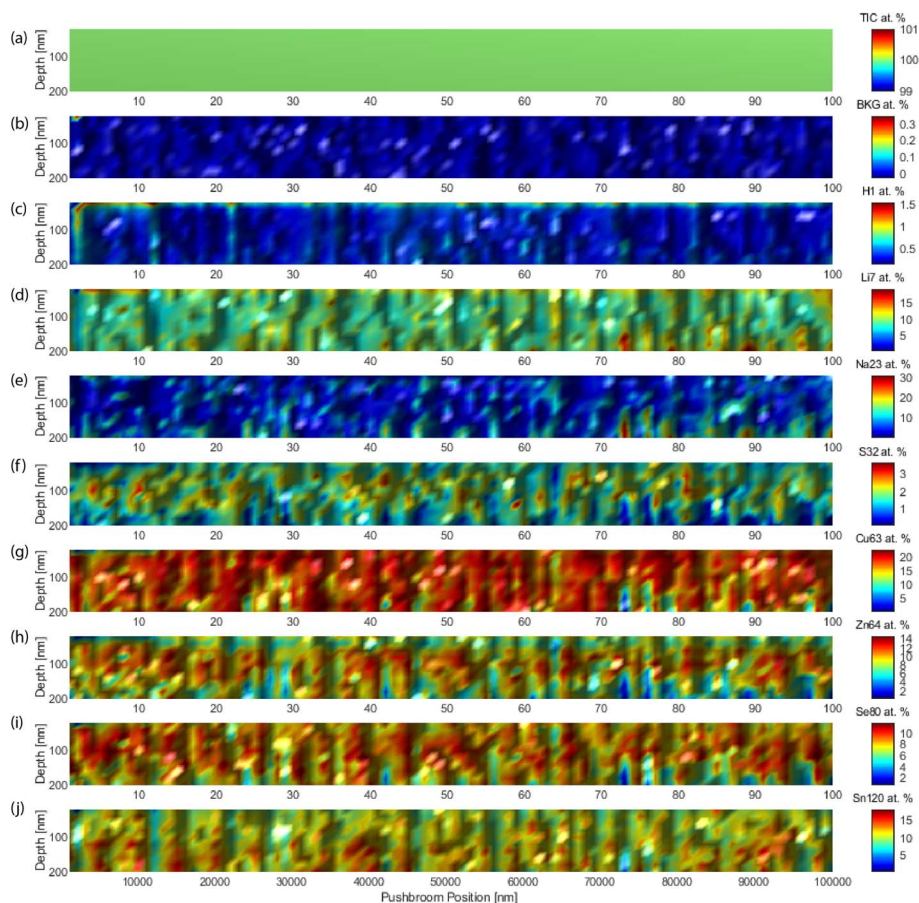 TIC at. %
(a) Depth [nm] 100 200 101 100 99
10 20 30 40 50 60 70 80 90 100
BKG at. %
(b) Depth [nm] 100 200 0.3 0.2 0.1 0
10 20 30 40 50 60 70 80 90 100
H1 at. %
(c) Depth [nm] 100 200 1.5 1 0.5
10 20 30 40 50 60 70 80 90 100
Li7 at. %
(d) Depth [nm] 100 200 15 10 5
10 20 30 40 50 60 70 80 90 100
Na23 at. %
(e) Depth [nm] 100 200 30 20 10
10 20 30 40 50 60 70 80 90 100
S32 at. %
(f) Depth [nm] 100 200 3 2 1
10 20 30 40 50 60 70 80 90 100
Cu63 at. %
(g) Depth [nm] 100 200 20 15 10 5
10 20 30 40 50 60 70 80 90 100
Zn64 at. %
(h) Depth [nm] 100 200 14 12 10 8 6 4 2
10 20 30 40 50 60 70 80 90 100
Se80 at. %
(i) Depth [nm] 100 200 10 8 6 4 2
10 20 30 40 50 60 70 80 90 100
Sn120 at. %
(j) Depth [nm] 100 200 15 10 5
10000 20000 30000 40000 50000 60000 70000 80000 90000 100000
Pushbroom Position [nm]